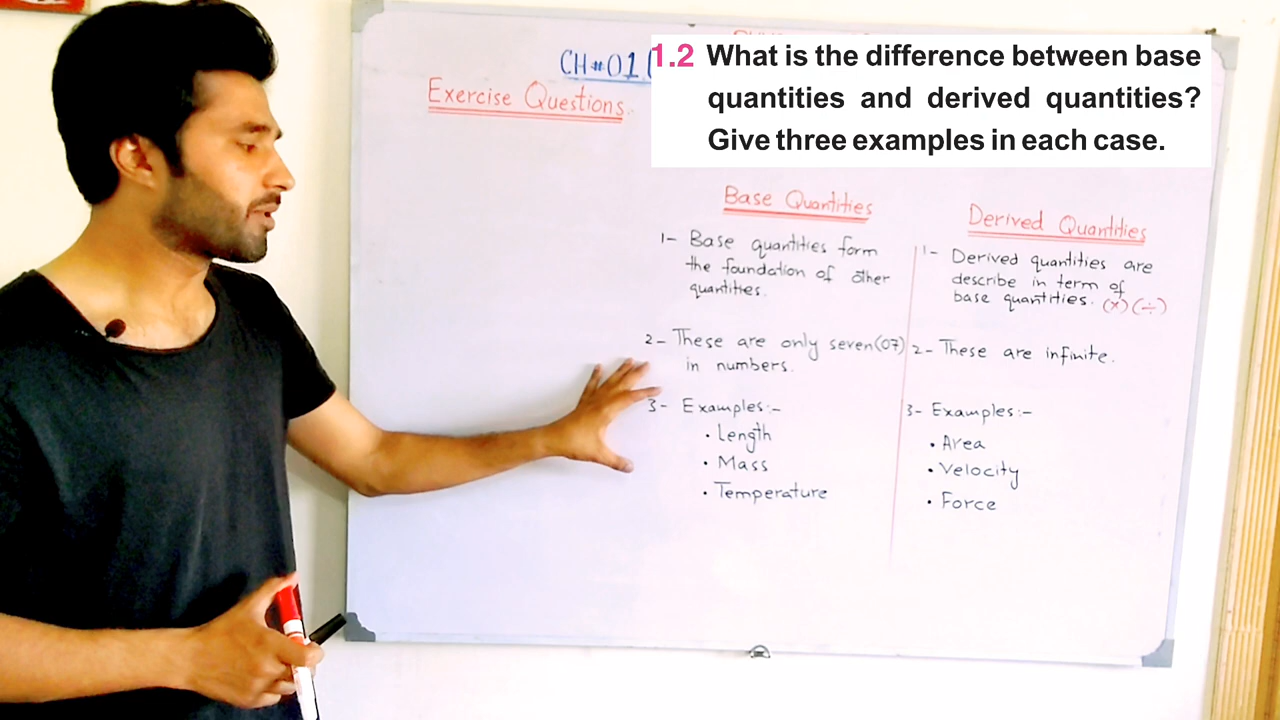 CH#01.
Exercise Questions.
1.2 What is the difference between base
quantities and derived quantities?
Give three examples in each case.
Base Quantities
1- Base quantities form
the foundation of other
quantities.
2- These are only seven(07)
in numbers.
3- Examples:-
• Length
• Mass
• Temperature
Derived Quantities
1- Derived quantities are
describe in term of
base quantities. (×)(÷)
2- These are infinite.
3- Examples:-
• Area
• Velocity
• Force